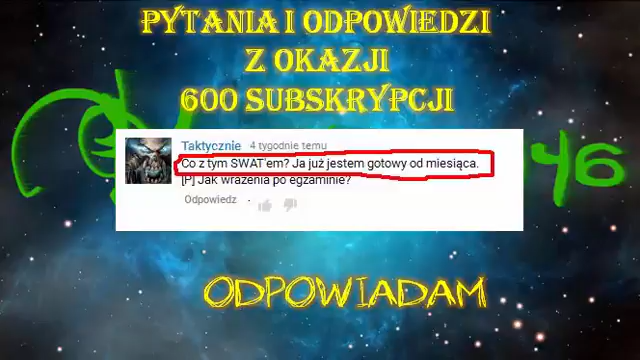 PYTANIA I ODPOWIEDZI
Z OKAZJI
600 SUBSKRYPCJI
Taktycznie 4 tygodnie temu
Co z tym SWAT'em? Ja już jestem gotowy od miesiąca.
[P] Jak wrażenia po egzaminie?
Odpowiedz
46
ODPOWIADAM